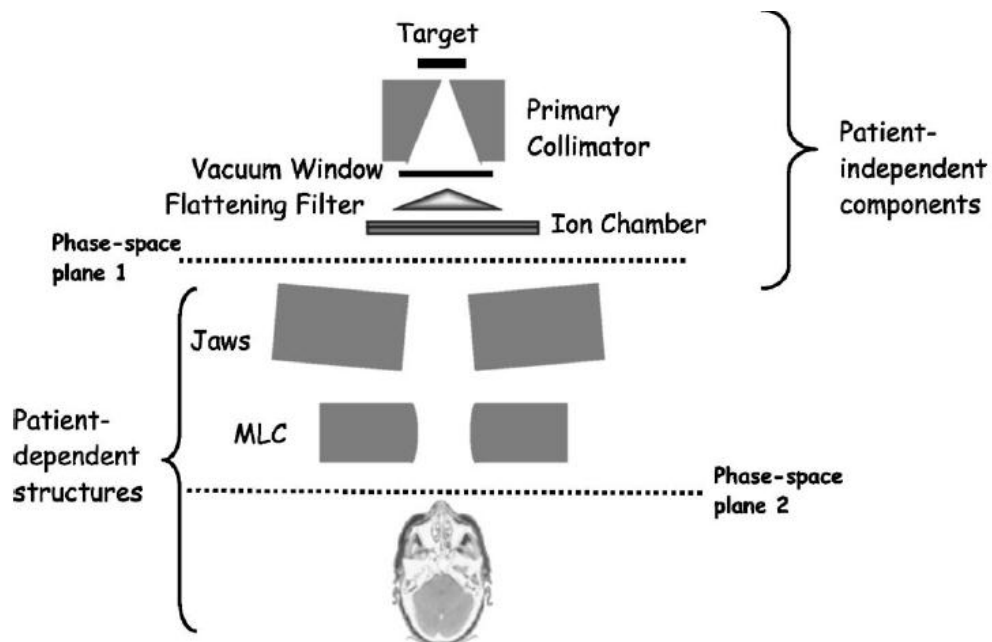 Target
Primary
Collimator
Patient-
independent
components
Vacuum Window
Flattening Filter
Ion Chamber
Phase-space
plane 1
Jaws
Patient-
dependent
structures
MLC
Phase-space
plane 2